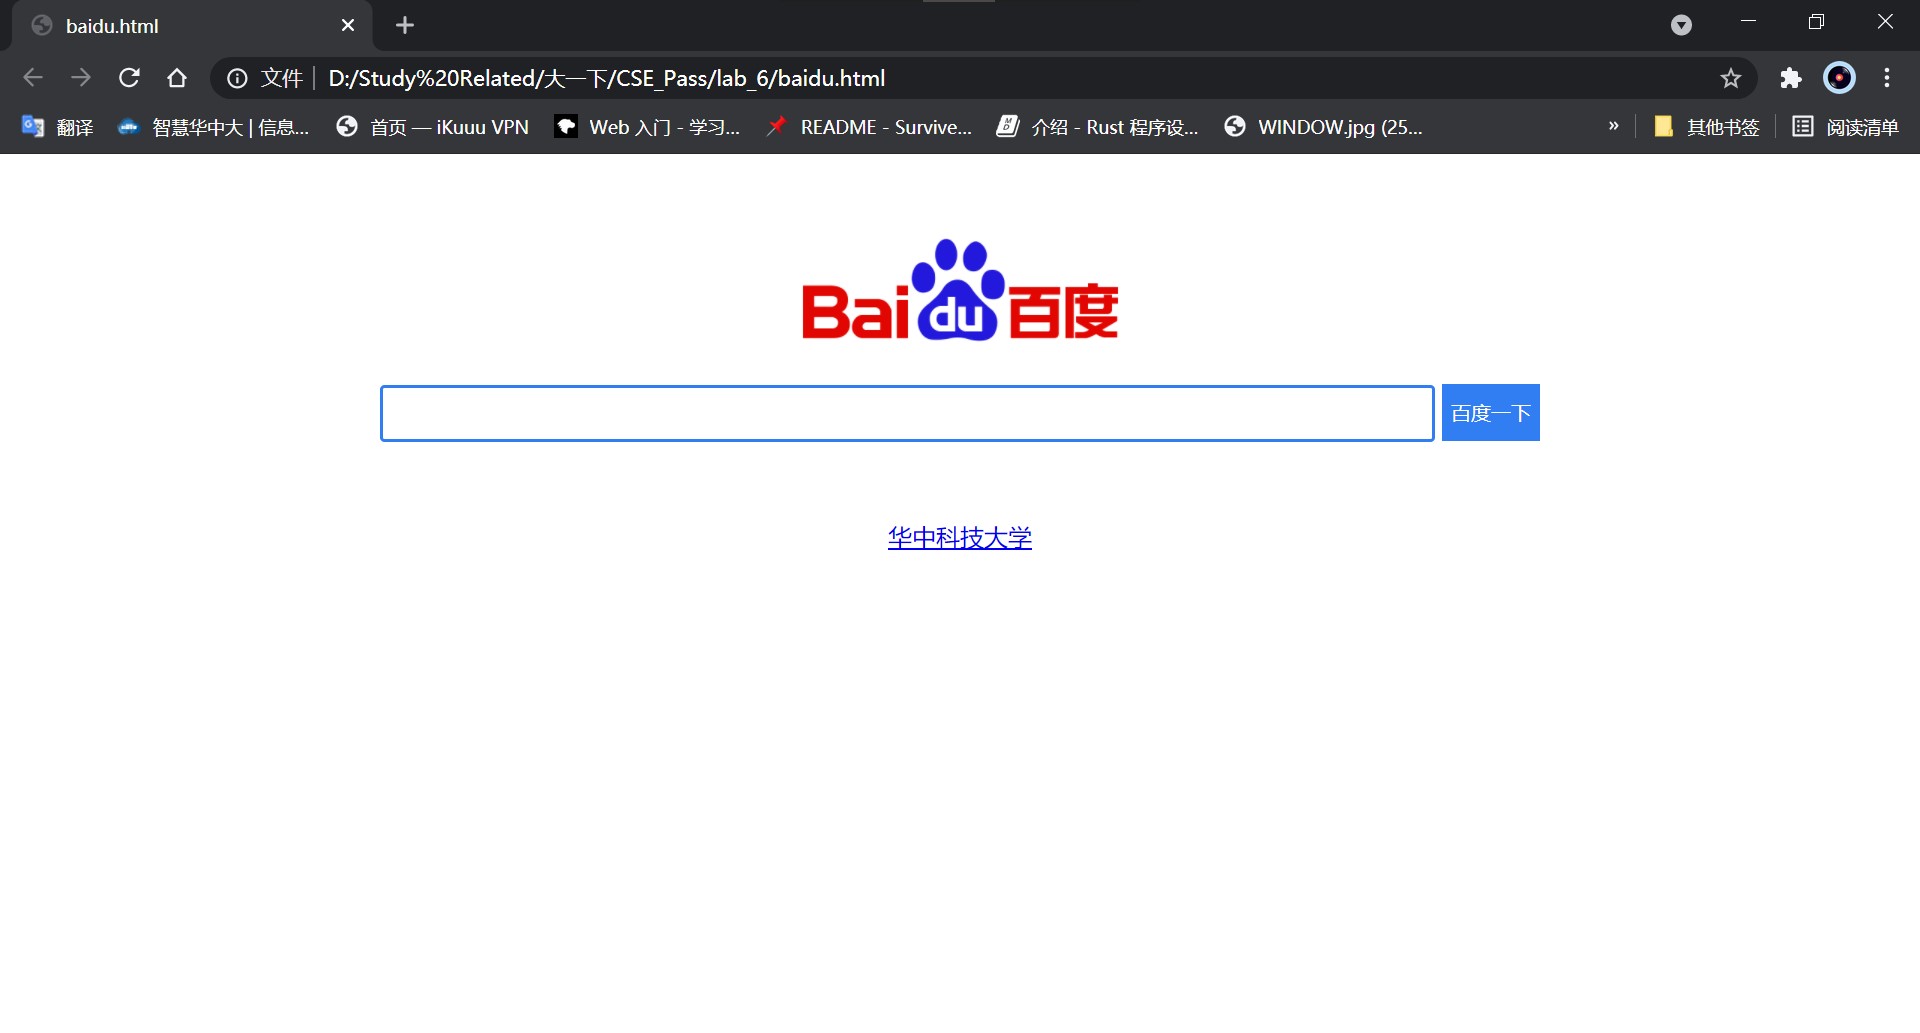 baidu.html
文件 D:/Study%20Related/大一下/CSE_Pass/lab_6/baidu.html
翻译 智慧华中大 | 信息... 首页 — iKuuu VPN Web 入门 - 学习... README - Survive... 介绍 - Rust 程序设... WINDOW.jpg (25... » 其他书签 阅读清单
Bai du 百度
百度一下
华中科技大学